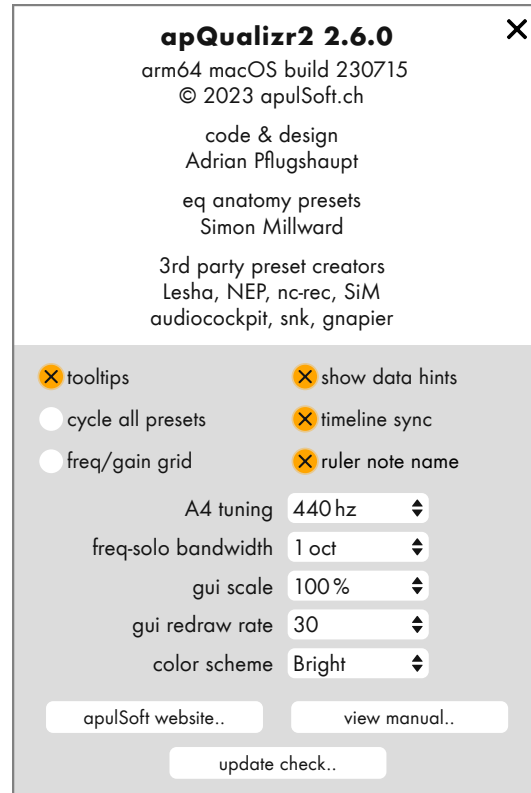 apQualizr2 2.6.0
arm64 macOS build 230715
© 2023 apulSoft.ch
code & design
Adrian Pflugshaupt
eq anatomy presets
Simon Millward
3rd party preset creators
Lesha, NEP, nc-rec, SiM
audiocockpit, snk, gnapier
tooltips show data hints
cycle all presets timeline sync
freq/gain grid ruler note name
A4 tuning 440 hz
freq-solo bandwidth 1 oct
gui scale 100 %
gui redraw rate 30
color scheme Bright
apulSoft website.. view manual..
update check..